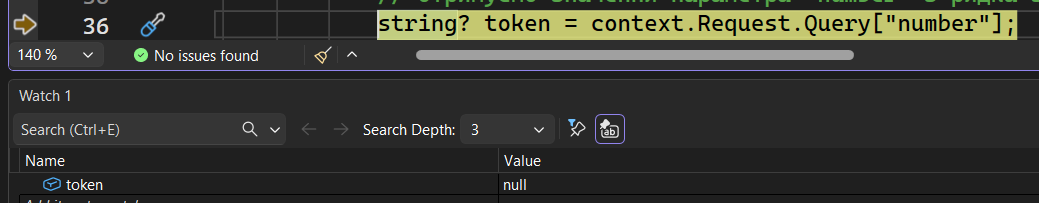 36
string? token = context.Request.Query["number"];
140 %
No issues found
Watch 1
Search (Ctrl+E)
Search Depth:
3
Name
Value
token
null